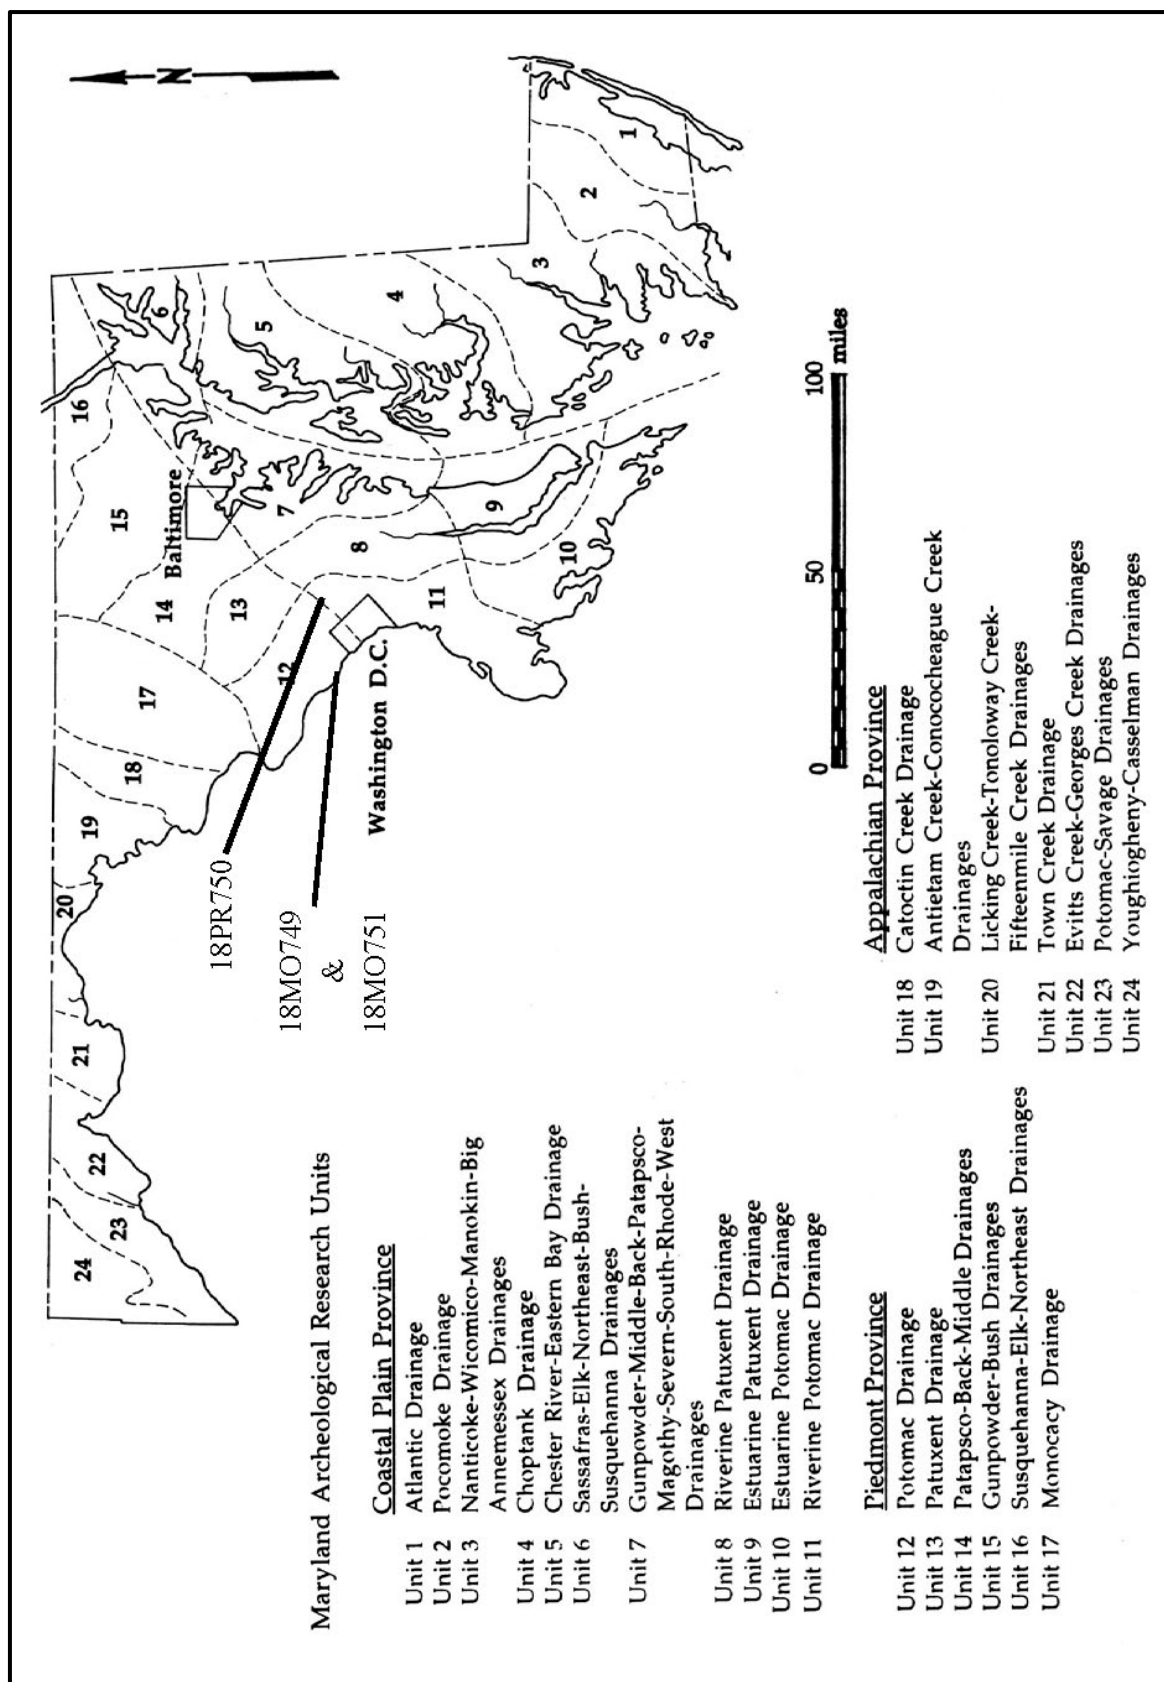 N
1
2
3
4
5
6
7
8
9
10
11
12
13
14
15
16
17
18
19
20
21
22
23
24
Baltimore
Washington D.C.
18PR750
18MO749
&
18MO751
0
50
100
miles
Maryland Archeological Research Units
Coastal Plain Province
Unit 1 Atlantic Drainage
Unit 2 Pocomoke Drainage
Unit 3 Nanticoke-Wicomico-Manokin-Big
Annemessex Drainages
Unit 4 Choptank Drainage
Unit 5 Chester River-Eastern Bay Drainage
Unit 6 Sassafras-Elk-Northeast-Bush-
Susquehanna Drainages
Unit 7 Gunpowder-Middle-Back-Patapsco-
Magothy-Severn-South-Rhode-West
Drainages
Unit 8 Riverine Patuxent Drainage
Unit 9 Estuarine Patuxent Drainage
Unit 10 Estuarine Potomac Drainage
Unit 11 Riverine Potomac Drainage
Piedmont Province
Unit 12 Potomac Drainage
Unit 13 Patuxent Drainage
Unit 14 Patapsco-Back-Middle Drainages
Unit 15 Gunpowder-Bush Drainages
Unit 16 Susquehanna-Elk-Northeast Drainages
Unit 17 Monocacy Drainage
Appalachian Province
Unit 18 Catoctin Creek Drainage
Unit 19 Antietam Creek-Conococheague Creek
Drainages
Unit 20 Licking Creek-Tonoloway Creek-
Fifteenmile Creek Drainages
Unit 21 Town Creek Drainage
Unit 22 Evitts Creek-Georges Creek Drainages
Unit 23 Potomac-Savage Drainages
Unit 24 Youghiogheny-Casselman Drainages